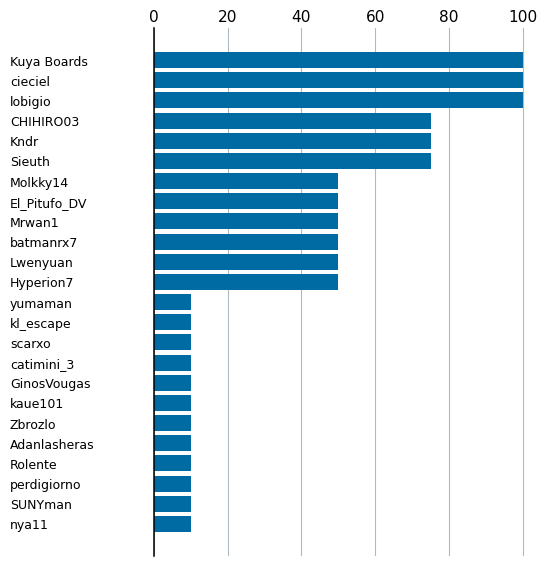 0 20 40 60 80 100
Kuya Boards
cieciel
lobigio
CHIHIRO03
Kndr
Sieuth
Molkky14
El_Pitufo_DV
Mrwan1
batmanrx7
Lwenyuan
Hyperion7
yumaman
kl_escape
scarxo
catimini_3
GinosVougas
kaue101
Zbrozlo
Adanlasheras
Rolente
perdigiorno
SUNYman
nya11